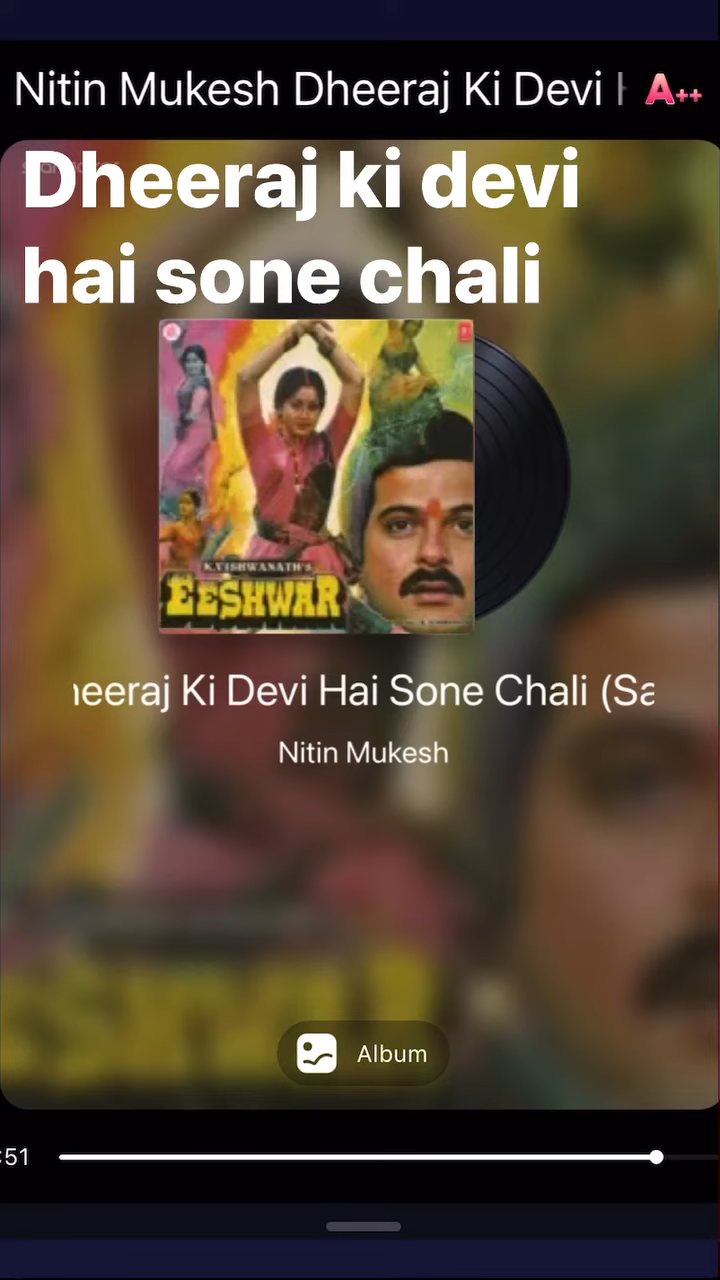 Nitin Mukesh Dheeraj Ki Devi
A++
Dheeraj ki devi
hai sone chali
K.VISHWANATH'S
EESHWAR
heeraj Ki Devi Hai Sone Chali (Sa
Nitin Mukesh
Album
:51